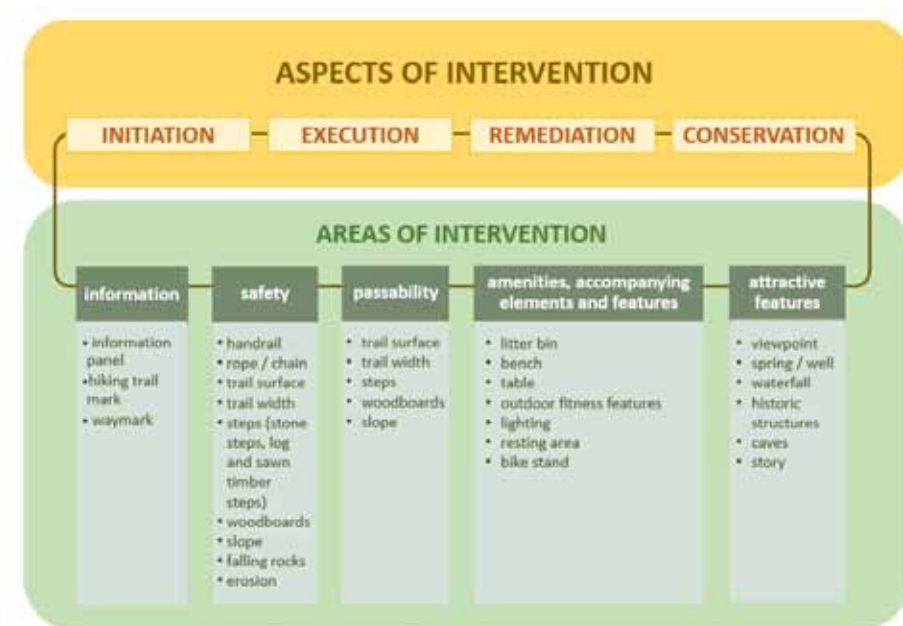 ASPECTS OF INTERVENTION
INITIATION
EXECUTION
REMEDIATION
CONSERVATION
AREAS OF INTERVENTION
information
• information
panel
•hiking trail
mark
• waymark
safety
• handrail
• rope / chain
• trail surface
• trail width
• steps (stone
steps, log
and sawn
timber
steps)
• woodboards
• slope
• falling rocks
• erosion
passability
• trail surface
• trail width
• steps
• woodboards
• slope
amenities, accompanying
elements and features
• litter bin
• bench
• table
• outdoor fitness features
• lighting
• resting area
• bike stand
attractive
features
• viewpoint
• spring / well
• waterfall
• historic
structures
• caves
• story